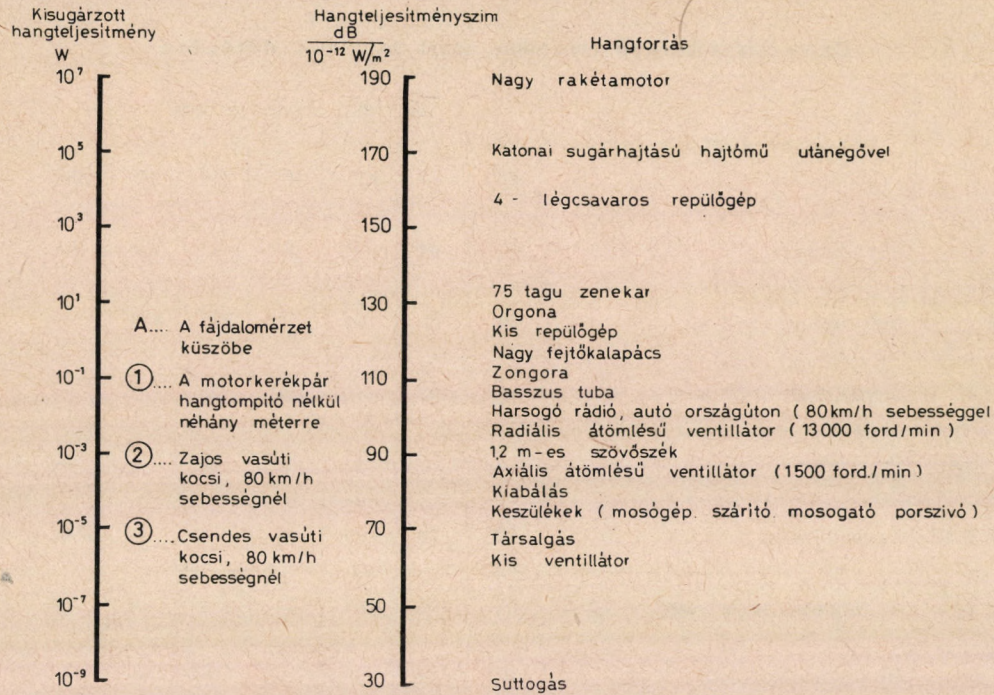 Kisugárzott
hangteljesítmény
W
10⁷
10⁵
10³
10¹
10⁻¹
10⁻³
10⁻⁵
10⁻⁷
10⁻⁹
A.... A fájdalomérzet
küszöbe
1.... A motorkerékpár
hangtompító nélkül
néhány méterre
2.... Zajos vasúti
kocsi, 80 km/h
sebességnél
3.... Csendes vasúti
kocsi, 80 km/h
sebességnél
Hangteljesítményszim
dB
10⁻¹² W/m²
190
170
150
130
110
90
70
50
30
Hangforrás
Nagy rakétamotor
Katonai sugárhajtású hajtómű utánégővel
4 - légcsavaros repülőgép
75 tagu zenekar
Orgona
Kis repülőgép
Nagy fejtőkalapács
Zongora
Basszus tuba
Harsogó rádió, autó országúton (80km/h sebességgel
Radiális átömlésű ventillátor (13000 ford/min)
1,2 m-es szövőszék
Axiális átömlésű ventillátor (1500 ford./min)
Kiabálás
Keszülékek (mosógép. szárító. mosogató porszivó)
Társalgás
Kis ventillátor
Suttogás